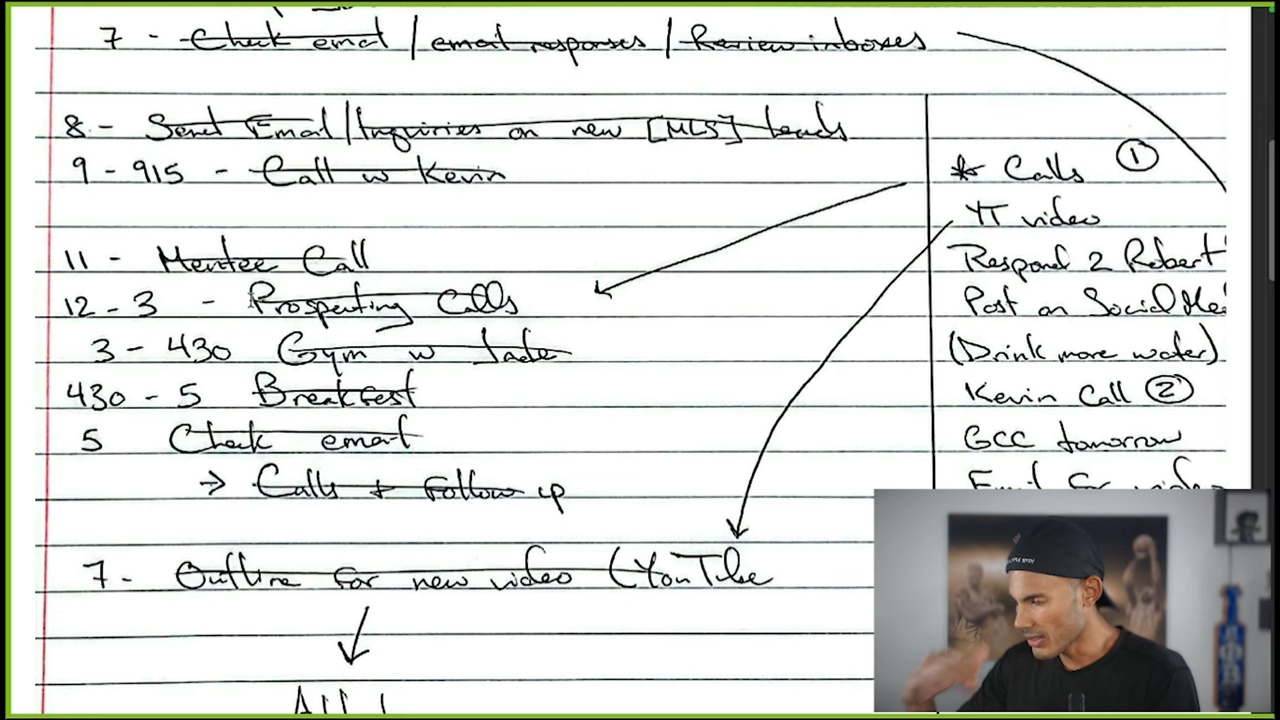 7 - Check email / email responses / Review inboxes
8 - Send Email/Inquiries on new [MLS] Leads
9 - 915 - Call w Kevin
11 - Mentee Call
12 - 3 - Prospecting Calls
3 - 430 Gym w Jade
430 - 5 Breakfast
5 Check email
→ Calls + Follow up
7 - Outline for new video (YouTube
* Calls ①
YT video
Respond 2 Robert
Post on Social Me
(Drink more water)
Kevin Call ②
GCC tomorrow
Email for video